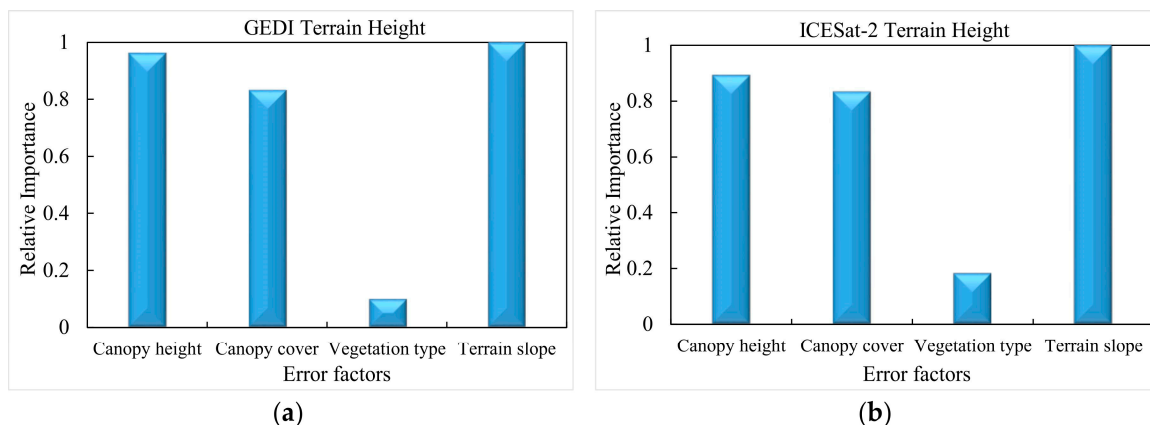 GEDI Terrain Height
1
0.8
0.6
0.4
0.2
0
Relative Importance
Canopy height Canopy cover Vegetation type Terrain slope
Error factors
(a)
ICESat-2 Terrain Height
1
0.8
0.6
0.4
0.2
0
Relative Importance
Canopy height Canopy cover Vegetation type Terrain slope
Error factors
(b)